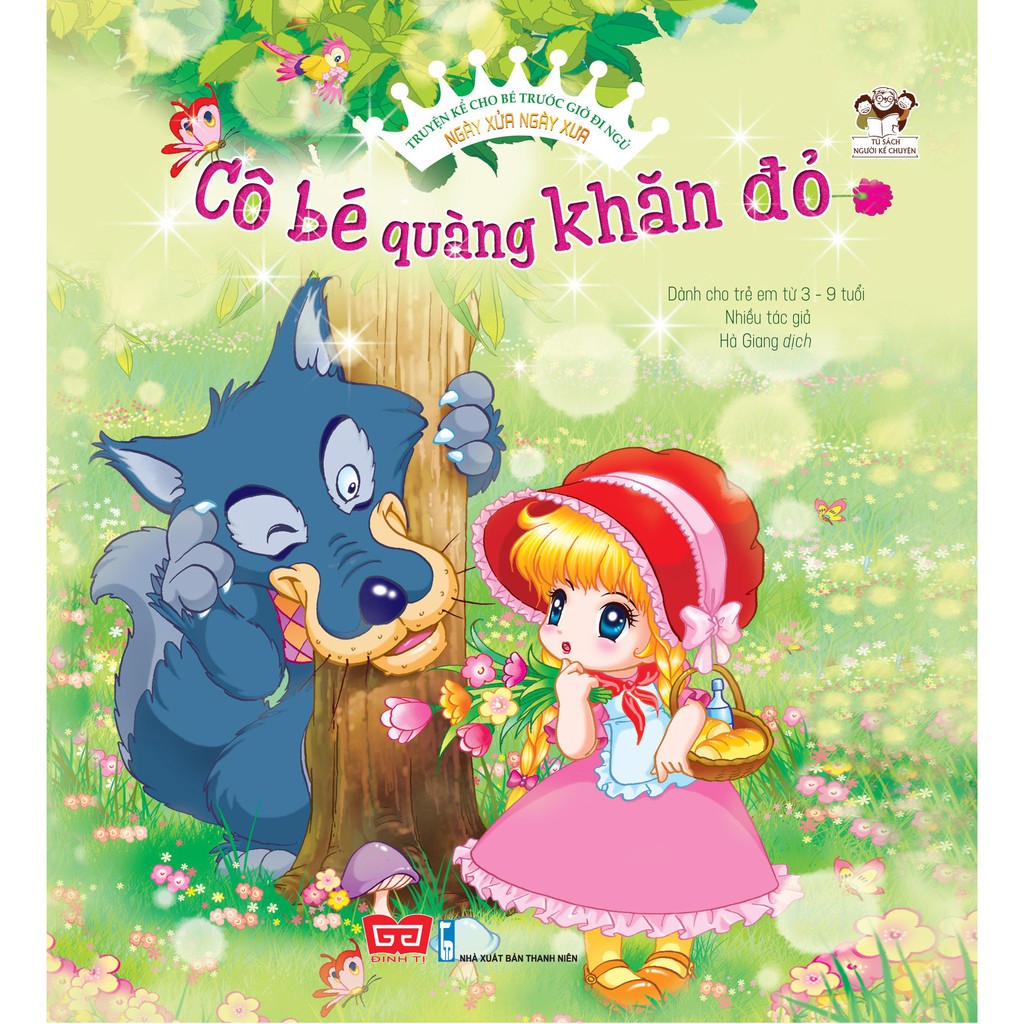 TRUYỆN KỂ CHO BÉ TRƯỚC GIỜ ĐI NGỦ
NGÀY XỬA NGÀY XƯA
TỦ SÁCH
NGƯỜI KỂ CHUYỆN
Cô bé quàng khăn đỏ
Dành cho trẻ em từ 3 - 9 tuổi
Nhiều tác giả
Hà Giang dịch
ĐINH TỊ
NHÀ XUẤT BẢN THANH NIÊN